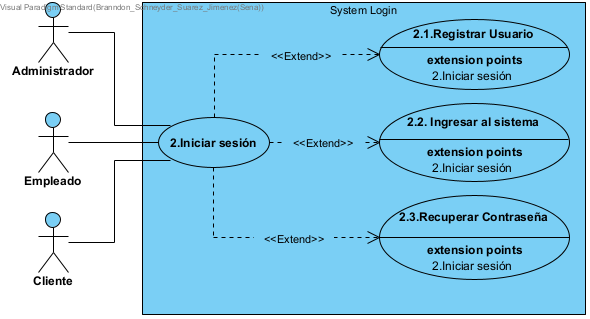 Visual Paradigm Standard(Branndon_Schneyder_Suarez_Jimenez(Sena))
System Login
Administrador
Empleado
Cliente
2.Iniciar sesión
<<Extend>>
2.1.Registrar Usuario
extension points
2.Iniciar sesión
<<Extend>>
2.2. Ingresar al sistema
extension points
2.Iniciar sesión
<<Extend>>
2.3.Recuperar Contraseña
extension points
2.Iniciar sesión